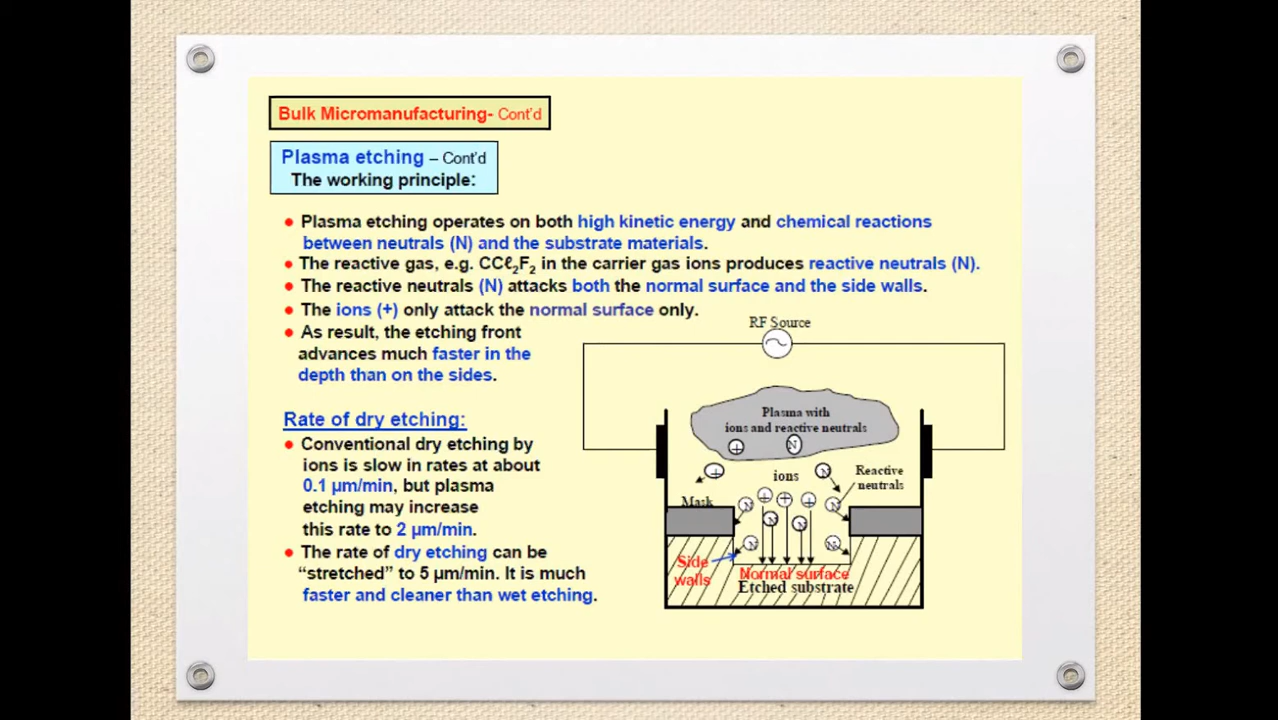 Bulk Micromanufacturing- Cont'd
Plasma etching – Cont'd
The working principle:
• Plasma etching operates on both high kinetic energy and chemical reactions
between neutrals (N) and the substrate materials.
• The reactive gas, e.g. CCℓ₂F₂ in the carrier gas ions produces reactive neutrals (N).
• The reactive neutrals (N) attacks both the normal surface and the side walls.
• The ions (+) only attack the normal surface only.
• As result, the etching front
advances much faster in the
depth than on the sides.
Rate of dry etching:
• Conventional dry etching by
ions is slow in rates at about
0.1 μm/min, but plasma
etching may increase
this rate to 2 μm/min.
• The rate of dry etching can be
“stretched” to 5 μm/min. It is much
faster and cleaner than wet etching.
RF Source
Plasma with
ions and reactive neutrals
+ N
+ N
ions
Reactive
neutrals
Mask
N + + + N
N N
N N
Side
walls
Normal surface
Etched substrate